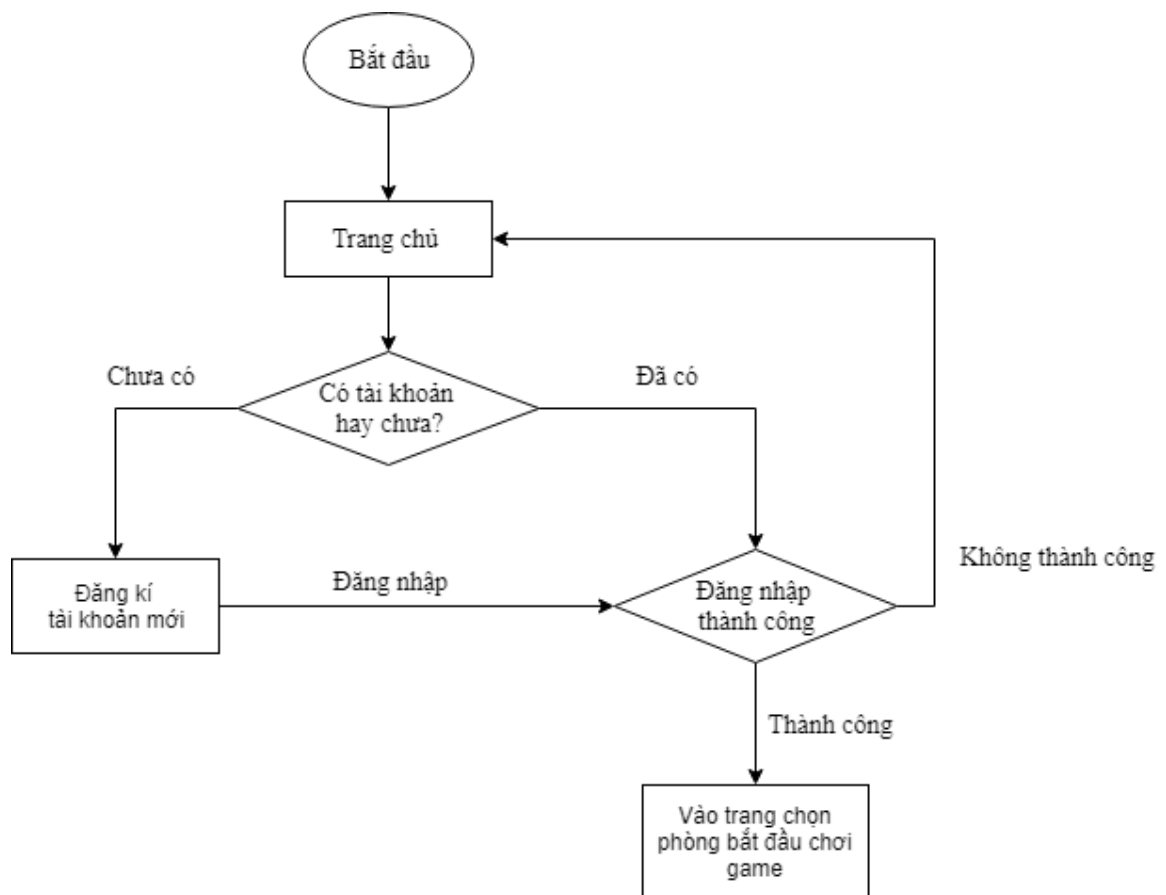 Bắt đầu
Trang chủ
Chưa có
Đã có
Có tài khoản
hay chưa?
Không thành công
Đăng kí
tài khoản mới
Đăng nhập
Đăng nhập
thành công
Thành công
Vào trang chọn
phòng bắt đầu chơi
game